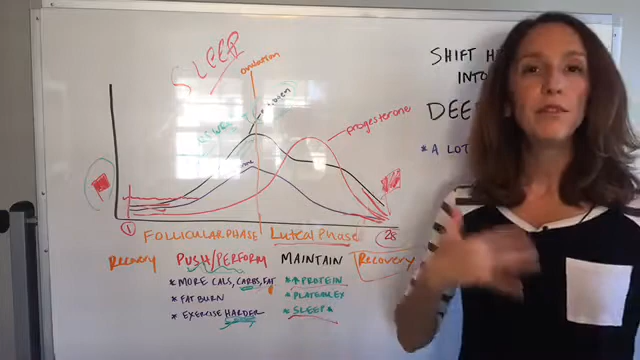 SLEEP
ovulation
SHIFT
INTO
DEE
* A LOT
progesterone
1
28
FOLLICULAR PHASE
Luteal Phase
Recovery
PUSH/PERFORM
MAINTAIN
Recovery
* MORE CALS, CARBS, FAT
* FAT BURN
* EXERCISE HARDER
* ↑ PROTEIN
* PLATEAU EX
* SLEEP *